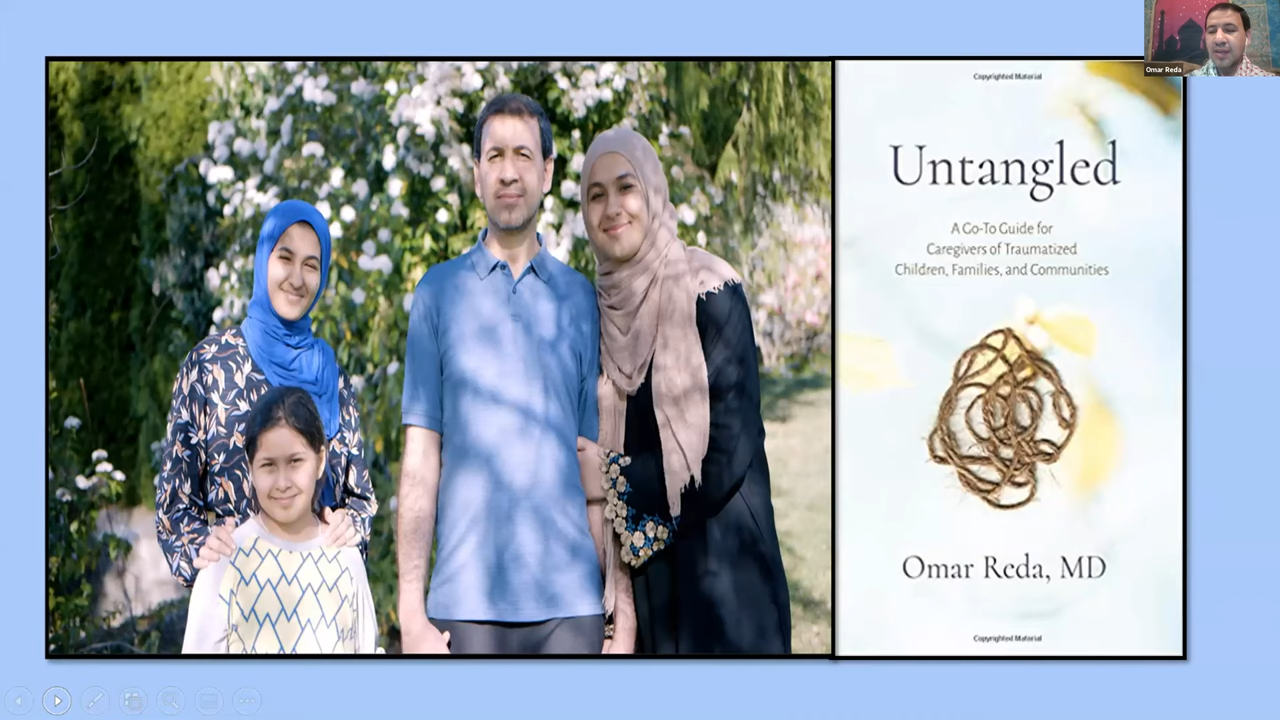 Omar Reda
Copyrighted Material
Untangled
A Go-To Guide for
Caregivers of Traumatized
Children, Families, and Communities
Omar Reda, MD
Copyrighted Material